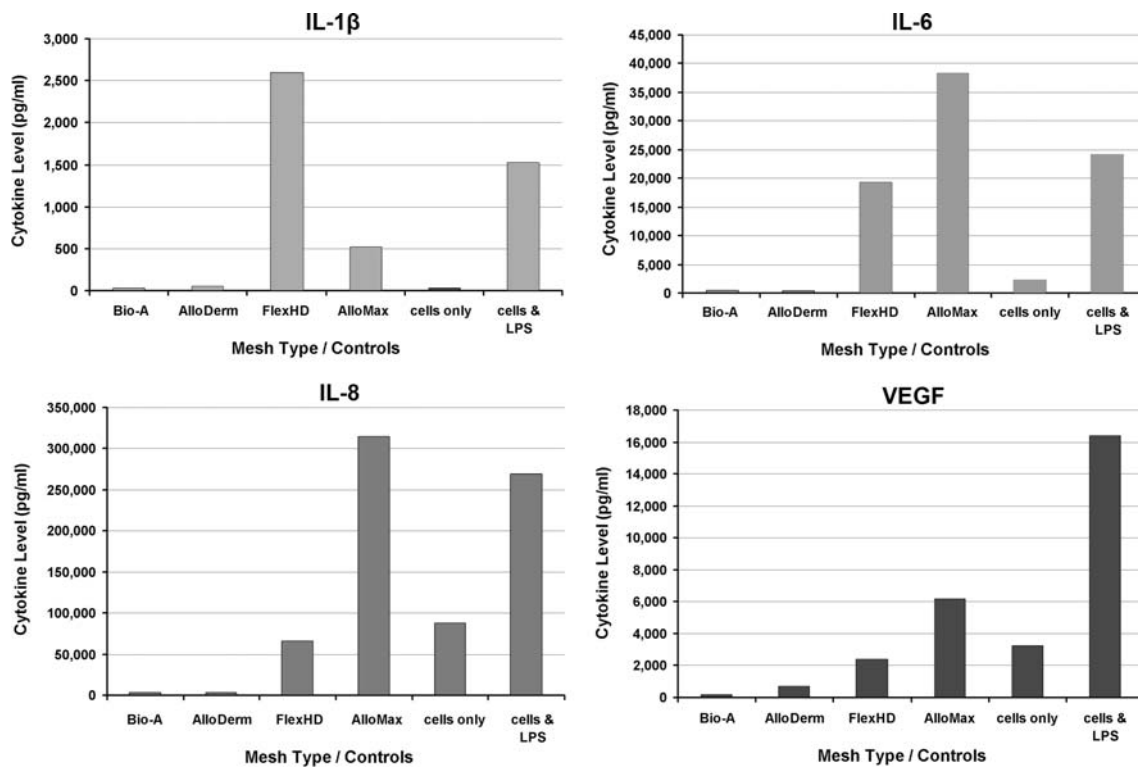 IL-1β
Cytokine Level (pg/ml)
3,000
2,500
2,000
1,500
1,000
500
0
Bio-A AlloDerm FlexHD AlloMax cells only cells &
LPS
Mesh Type / Controls
IL-6
Cytokine Level (pg/ml)
45,000
40,000
35,000
30,000
25,000
20,000
15,000
10,000
5,000
0
Bio-A AlloDerm FlexHD AlloMax cells only cells &
LPS
Mesh Type / Controls
IL-8
Cytokine Level (pg/ml)
350,000
300,000
250,000
200,000
150,000
100,000
50,000
0
Bio-A AlloDerm FlexHD AlloMax cells only cells &
LPS
Mesh Type / Controls
VEGF
Cytokine Level (pg/ml)
18,000
16,000
14,000
12,000
10,000
8,000
6,000
4,000
2,000
0
Bio-A AlloDerm FlexHD AlloMax cells only cells &
LPS
Mesh Type / Controls